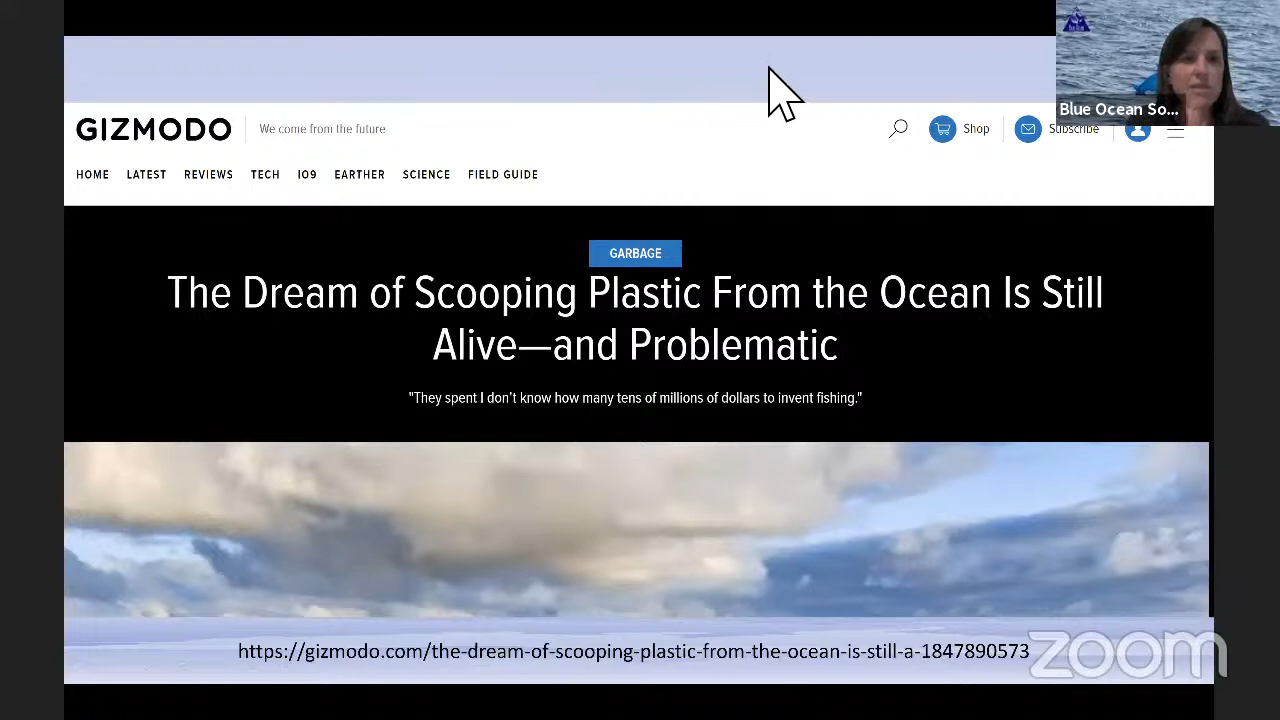 Blue Ocean So...
GIZMODO
We come from the future
Shop
Subscribe
HOME LATEST REVIEWS TECH IO9 EARTHER SCIENCE FIELD GUIDE
GARBAGE
The Dream of Scooping Plastic From the Ocean Is Still
Alive—and Problematic
"They spent I don't know how many tens of millions of dollars to invent fishing."
https://gizmodo.com/the-dream-of-scooping-plastic-from-the-ocean-is-still-a-1847890573
zoom